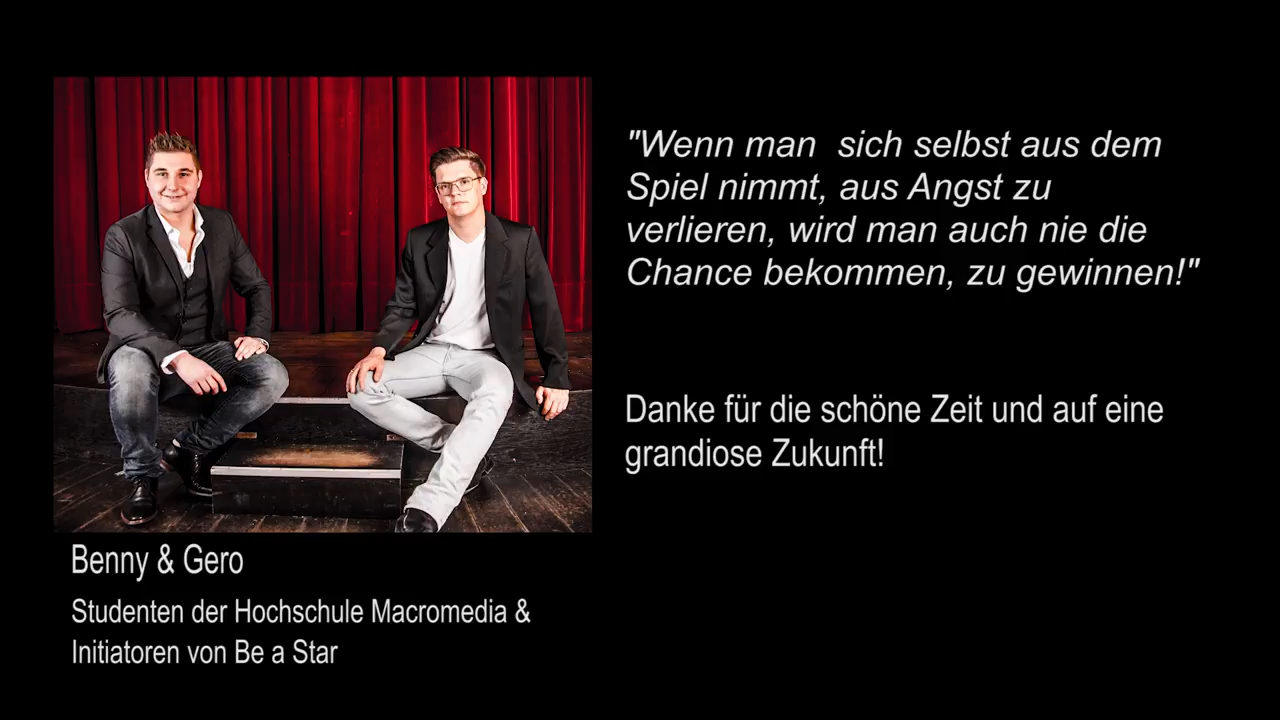 "Wenn man  sich selbst aus dem
Spiel nimmt, aus Angst zu
verlieren, wird man auch nie die
Chance bekommen, zu gewinnen!"
Danke für die schöne Zeit und auf eine
grandiose Zukunft!
Benny & Gero
Studenten der Hochschule Macromedia &
Initiatoren von Be a Star